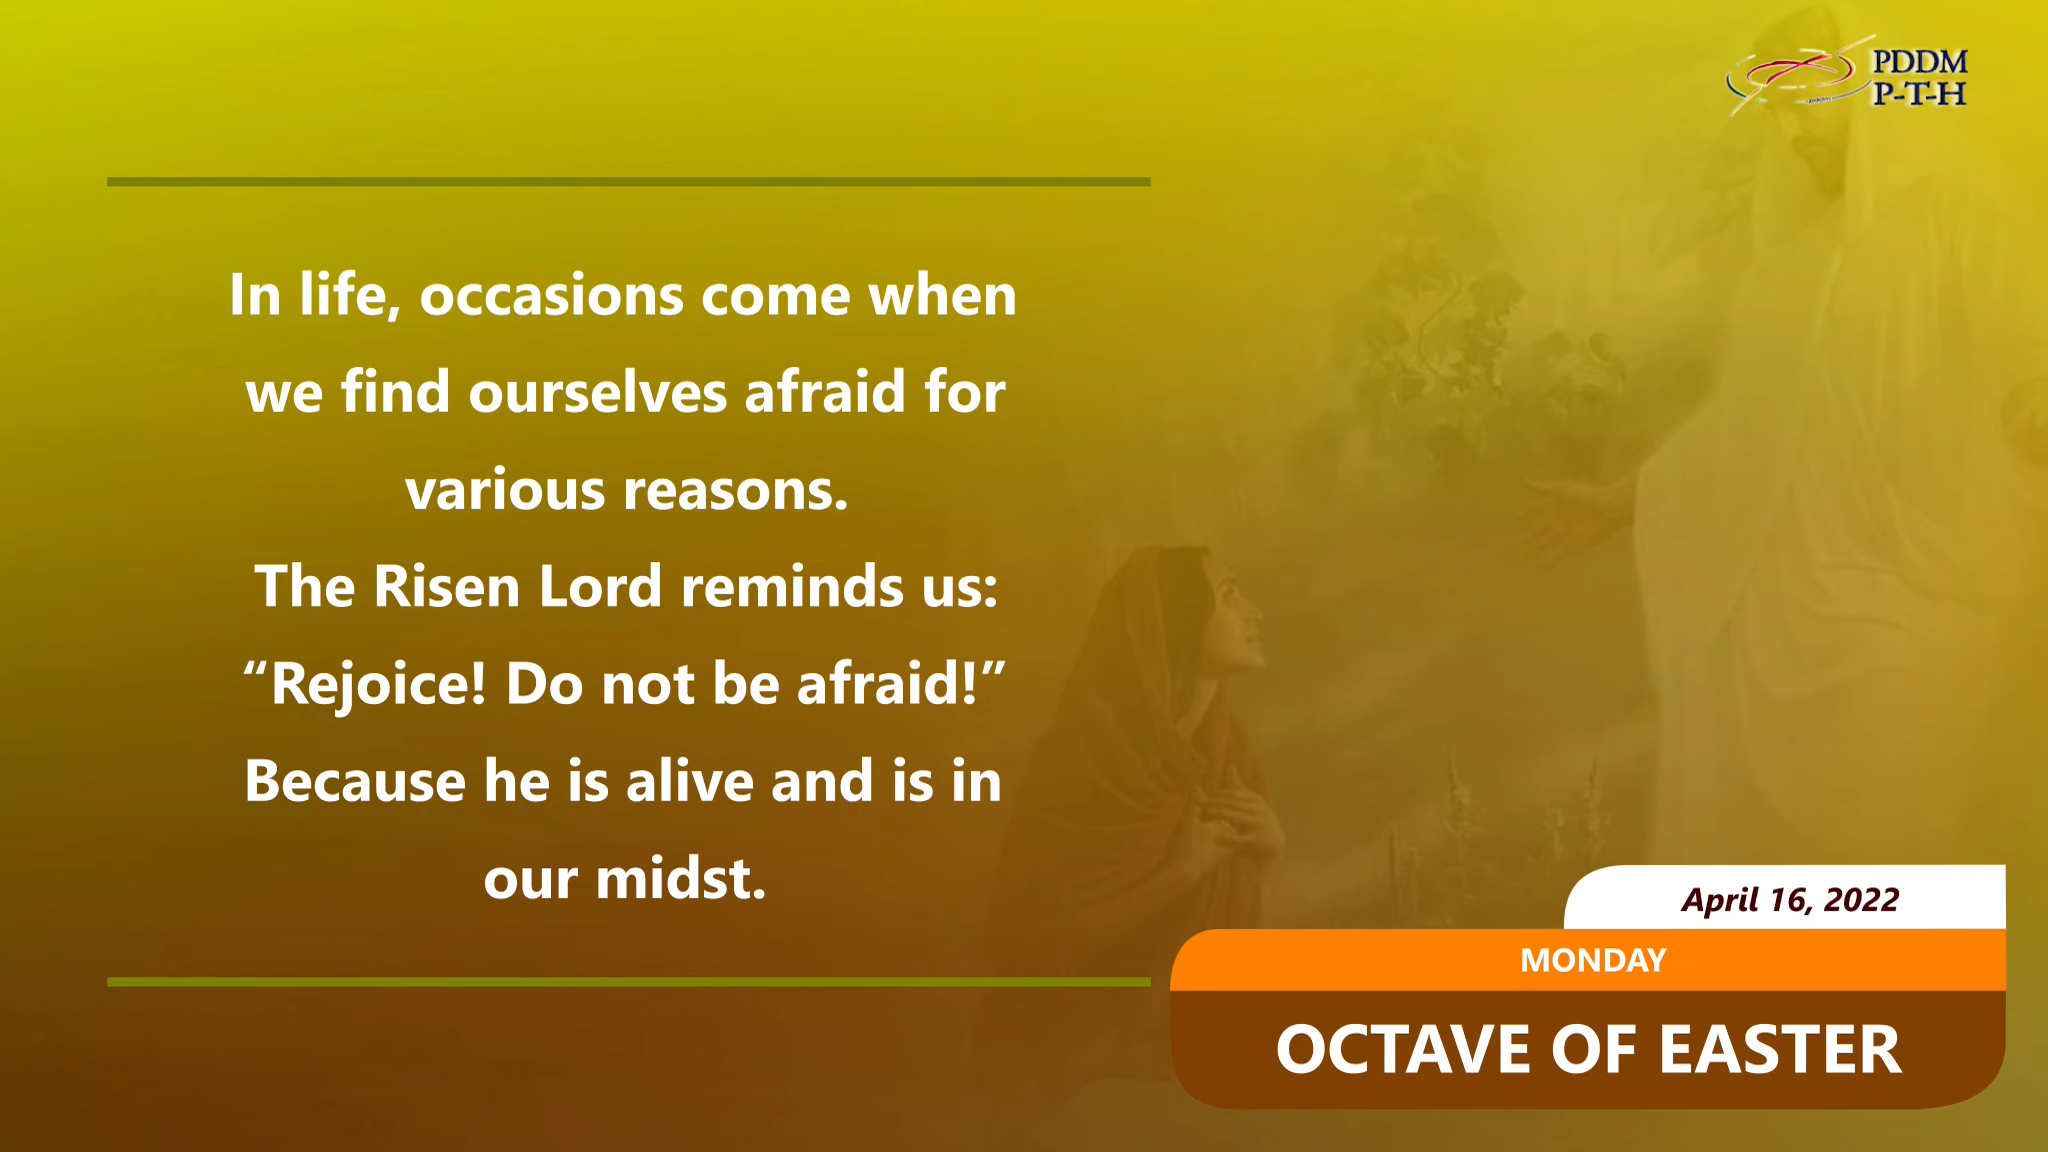 PDDM
P-T-H
In life, occasions come when
we find ourselves afraid for
various reasons.
The Risen Lord reminds us:
“Rejoice! Do not be afraid!”
Because he is alive and is in
our midst.
April 16, 2022
MONDAY
OCTAVE OF EASTER